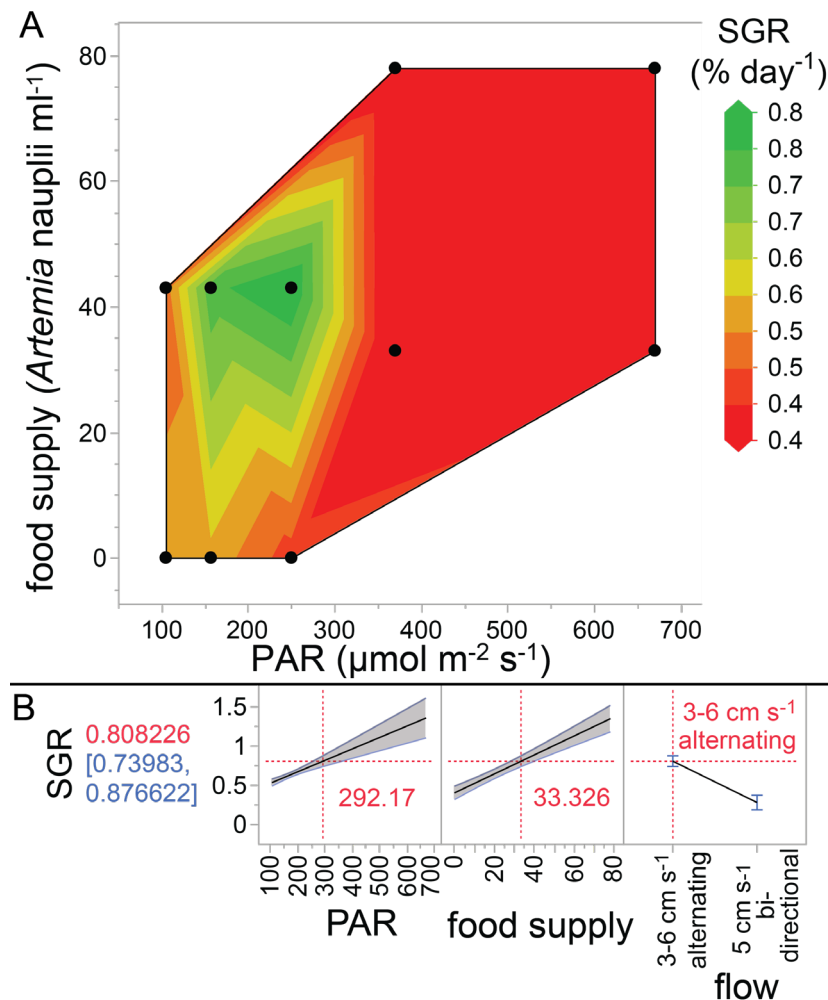 A
SGR
(% day-1)
0.8
0.8
0.7
0.7
0.6
0.6
0.5
0.4
0.4
food supply (Artemia nauplii ml-1)
80
60
40
20
0
100 200 300 400 500 600 700
PAR (µmol m-2 s-1)
B
SGR
0.808226
[0.73983,
0.876622]
1.5
0.5
0
292.17
33.326
3-6 cm s-1
alternating
100 200 300 400 500 600 700
PAR
0 20 40 60 80
food supply
3-6 cm s-1
alternating
5 cm s-1
bi-
directional
flow